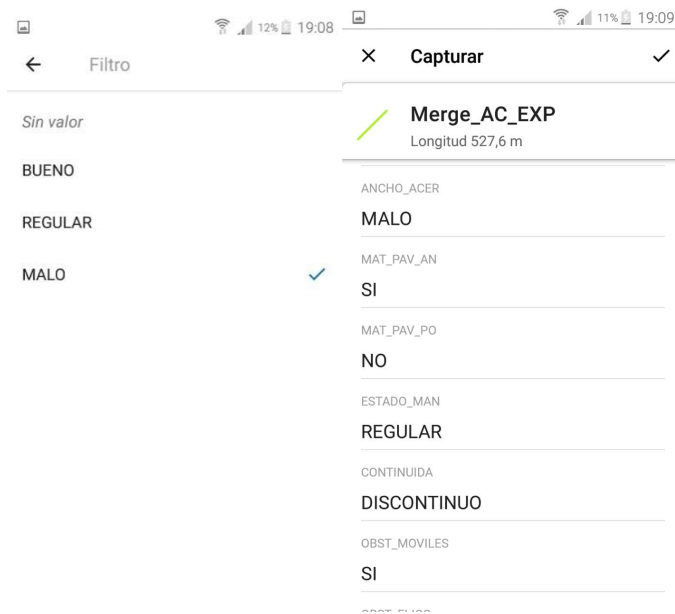 12% 19:08
Filtro
Sin valor
BUENO
REGULAR
MALO
11% 19:09
Capturar
Merge_AC_EXP
Longitud 527,6 m
ANCHO_ACER
MALO
MAT_PAV_AN
SI
MAT_PAV_PO
NO
ESTADO_MAN
REGULAR
CONTINUIDA
DISCONTINUO
OBST_MOVILES
SI